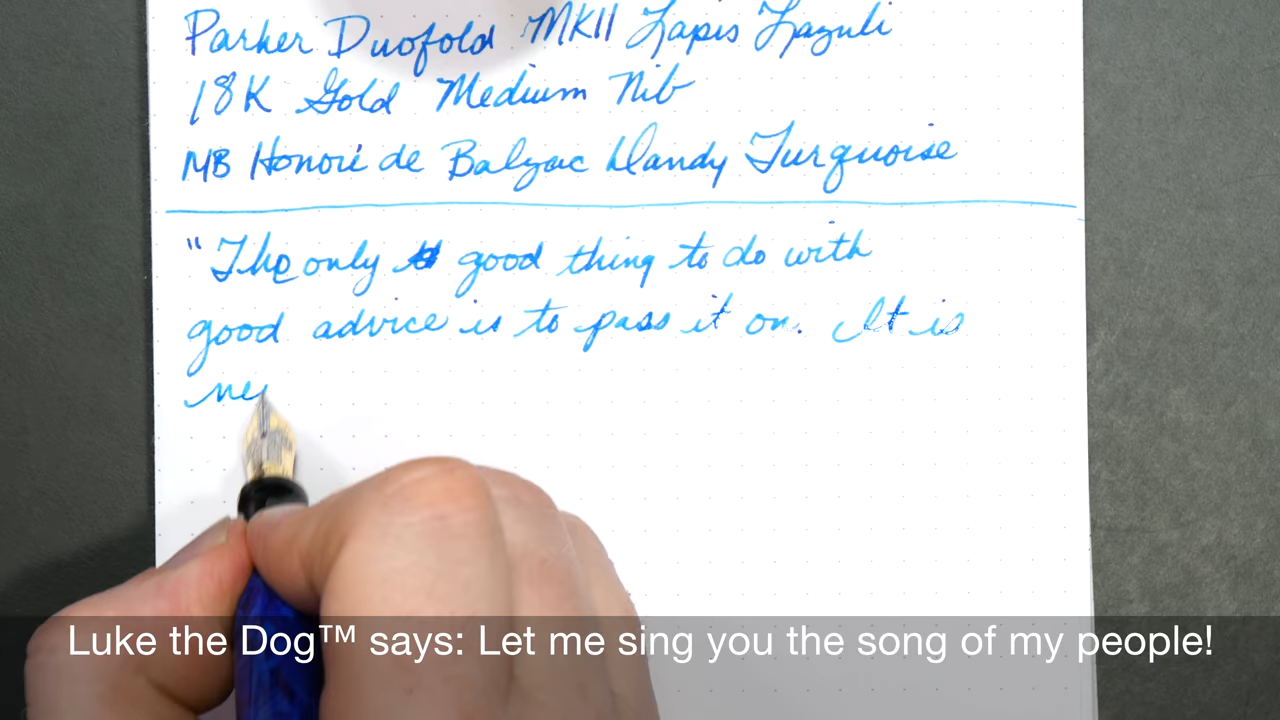 Parker Duofold MKII Lapis Lazuli
18K Gold Medium Nib
MB Honoré de Balzac Dandy Turquoise
"The only good thing to do with
good advice is to pass it on. It is
Luke the Dog™ says: Let me sing you the song of my people!